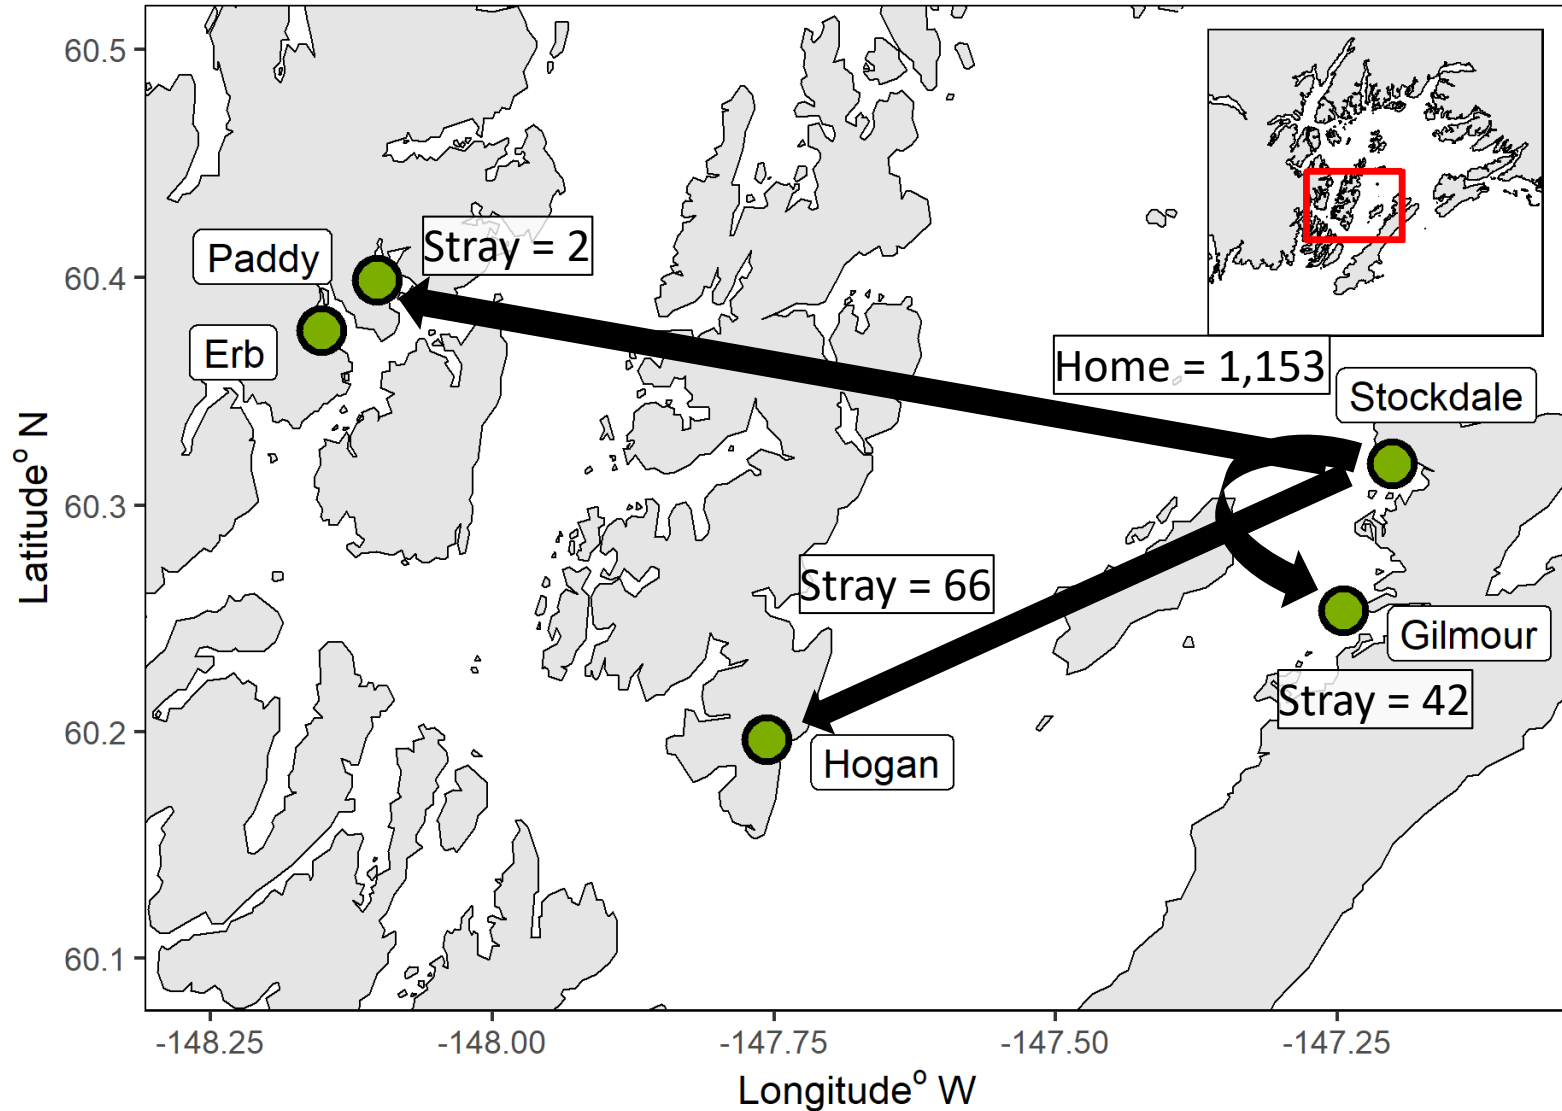 60.5
60.4
60.3
60.2
60.1
Latitude° N
Paddy
Stray = 2
Erb
Home = 1,153
Stockdale
Stray = 66
Gilmour
Stray = 42
Hogan
-148.25
-148.00
-147.75
-147.50
-147.25
Longitude° W